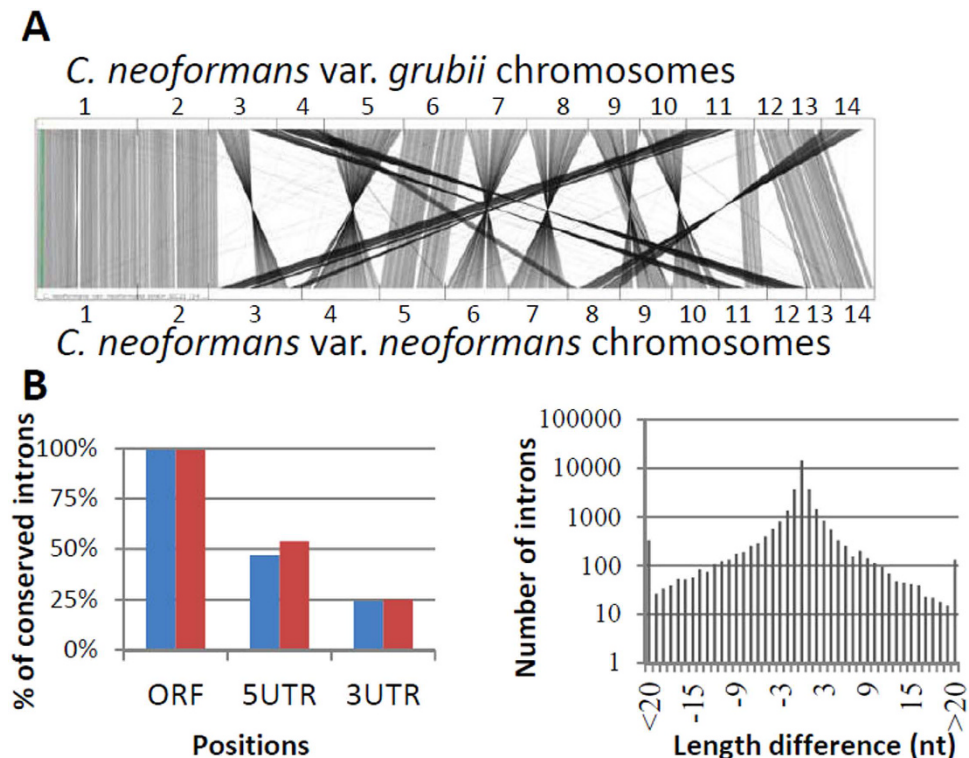 A
C. neoformans var. grubii chromosomes
1 2 3 4 5 6 7 8 9 10 11 12 13 14
1 2 3 4 5 6 7 8 9 10 11 12 13 14
C. neoformans var. neoformans chromosomes
B
% of conserved introns
100%
75%
50%
25%
0%
ORF 5UTR 3UTR
Positions
Number of introns
100000
10000
1000
100
10
1
<20 -15 -9 -3 3 9 15 >20
Length difference (nt)